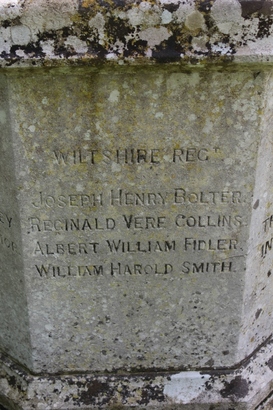 WILTSHIRE REGT
JOSEPH HENRY BOLTER.
REGINALD VERE COLLINS
ALBERT WILLIAM FIDLER.
WILLIAM HAROLD SMITH.